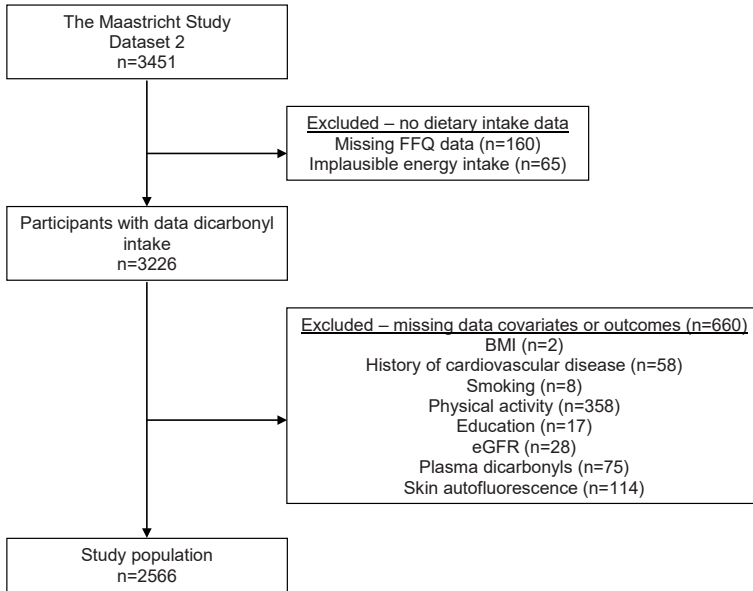 The Maastricht Study
Dataset 2
n=3451
Excluded – no dietary intake data
Missing FFQ data (n=160)
Implausible energy intake (n=65)
Participants with data dicarbonyl
intake
n=3226
Excluded – missing data covariates or outcomes (n=660)
BMI (n=2)
History of cardiovascular disease (n=58)
Smoking (n=8)
Physical activity (n=358)
Education (n=17)
eGFR (n=28)
Plasma dicarbonyls (n=75)
Skin autofluorescence (n=114)
Study population
n=2566